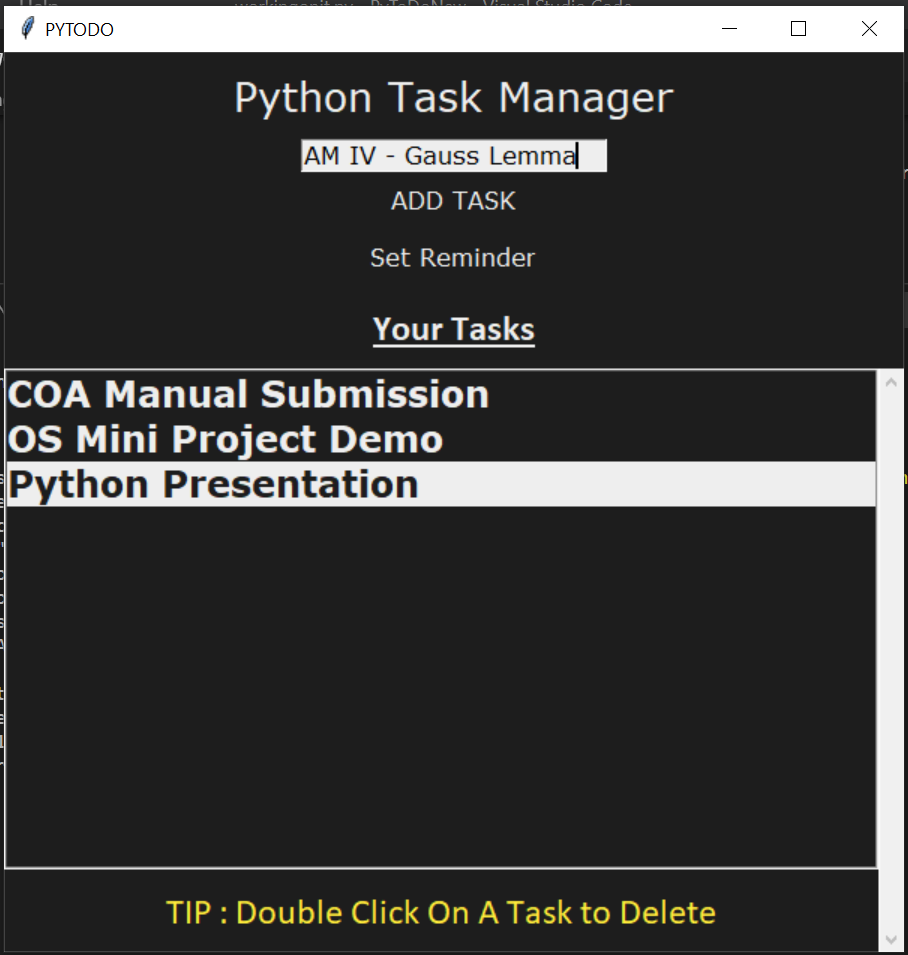 Help
PYTODO
Python Task Manager
AM IV - Gauss Lemma
ADD TASK
Set Reminder
Your Tasks
COA Manual Submission
OS Mini Project Demo
Python Presentation
TIP : Double Click On A Task to Delete